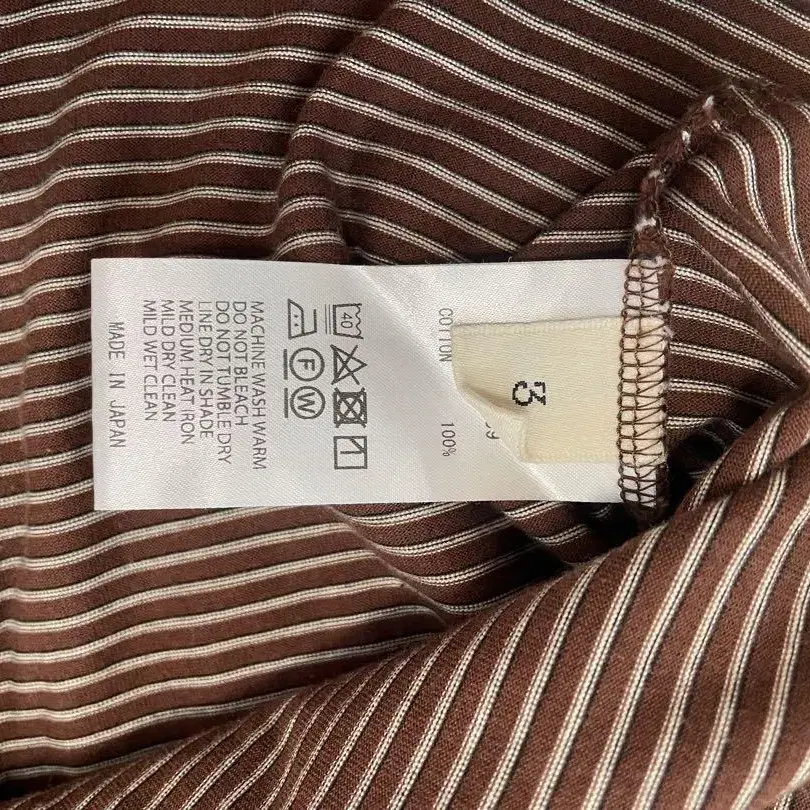 3
COTTON 100%
40
F W
MACHINE WASH WARM
DO NOT BLEACH
DO NOT TUMBLE DRY
LINE DRY IN SHADE
MEDIUM HEAT IRON
MILD DRY CLEAN
MILD WET CLEAN
MADE IN JAPAN